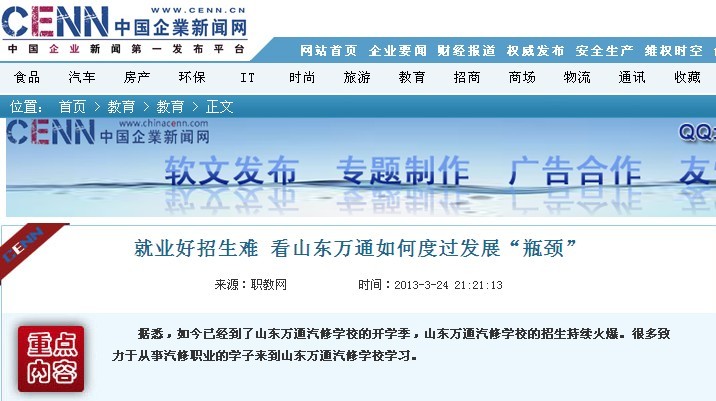 CENN
WWW.CENN.CN
中国企業新闻网
中国企业新闻第一发布平台
网站首页 企业要闻 财经报道 权威发布 安全生产 维权时空
食品 汽车 房产 环保 IT 时尚 旅游 教育 招商 商场 物流 通讯 收藏
位置： 首页 > 教育 > 教育 > 正文
CENN
www.chinacenn.com
中国企業新闻网
QQ
软文发布 专题制作 广告合作 友
CENN
就业好招生难 看山东万通如何度过发展“瓶颈”
来源：职教网 时间：2013-3-24 21:21:13
重点
内容
据悉，如今已经到了山东万通汽修学校的开学季，山东万通汽修学校的招生持续火爆。很多致
力于从事汽修职业的学子来到山东万通汽修学校学习。